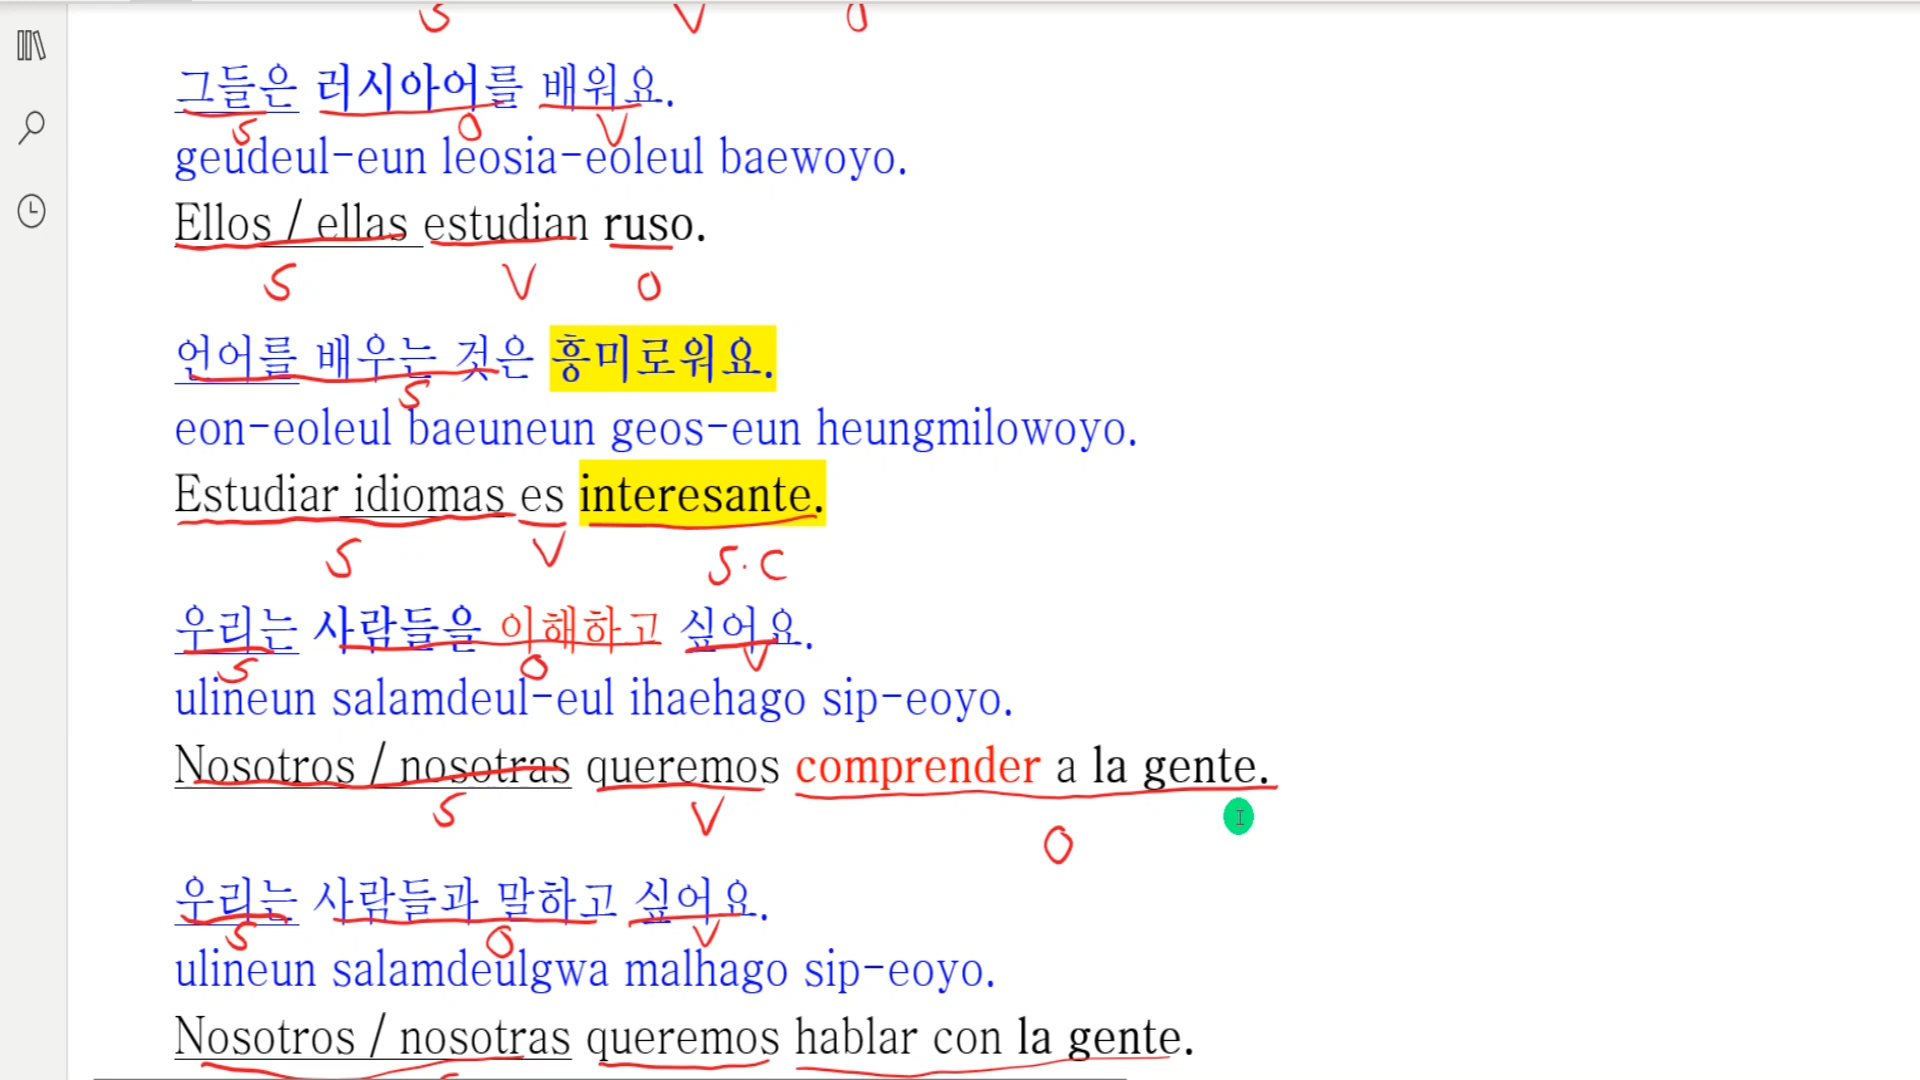 S V O
그들은 러시아어를 배워요.
S O V
geudeul-eun leosia-eoleul baewoyo.
Ellos / ellas estudian ruso.
S V O
언어를 배우는 것은 흥미로워요.
S
eon-eoleul baeuneun geos-eun heungmilowoyo.
Estudiar idiomas es interesante.
S V S.C
우리는 사람들을 이해하고 싶어요.
S O V
ulineun salamdeul-eul ihaehago sip-eoyo.
Nosotros / nosotras queremos comprender a la gente.
S V O
우리는 사람들과 말하고 싶어요.
S O V
ulineun salamdeulgwa malhago sip-eoyo.
Nosotros / nosotras queremos hablar con la gente.